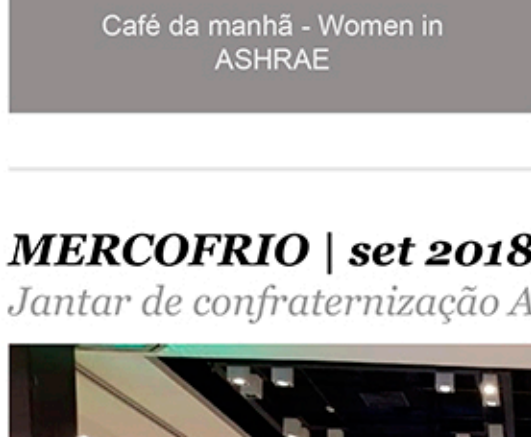 Café da manhã - Women in
ASHRAE
MERCOFRIO | set 2018
Jantar de confraternização A